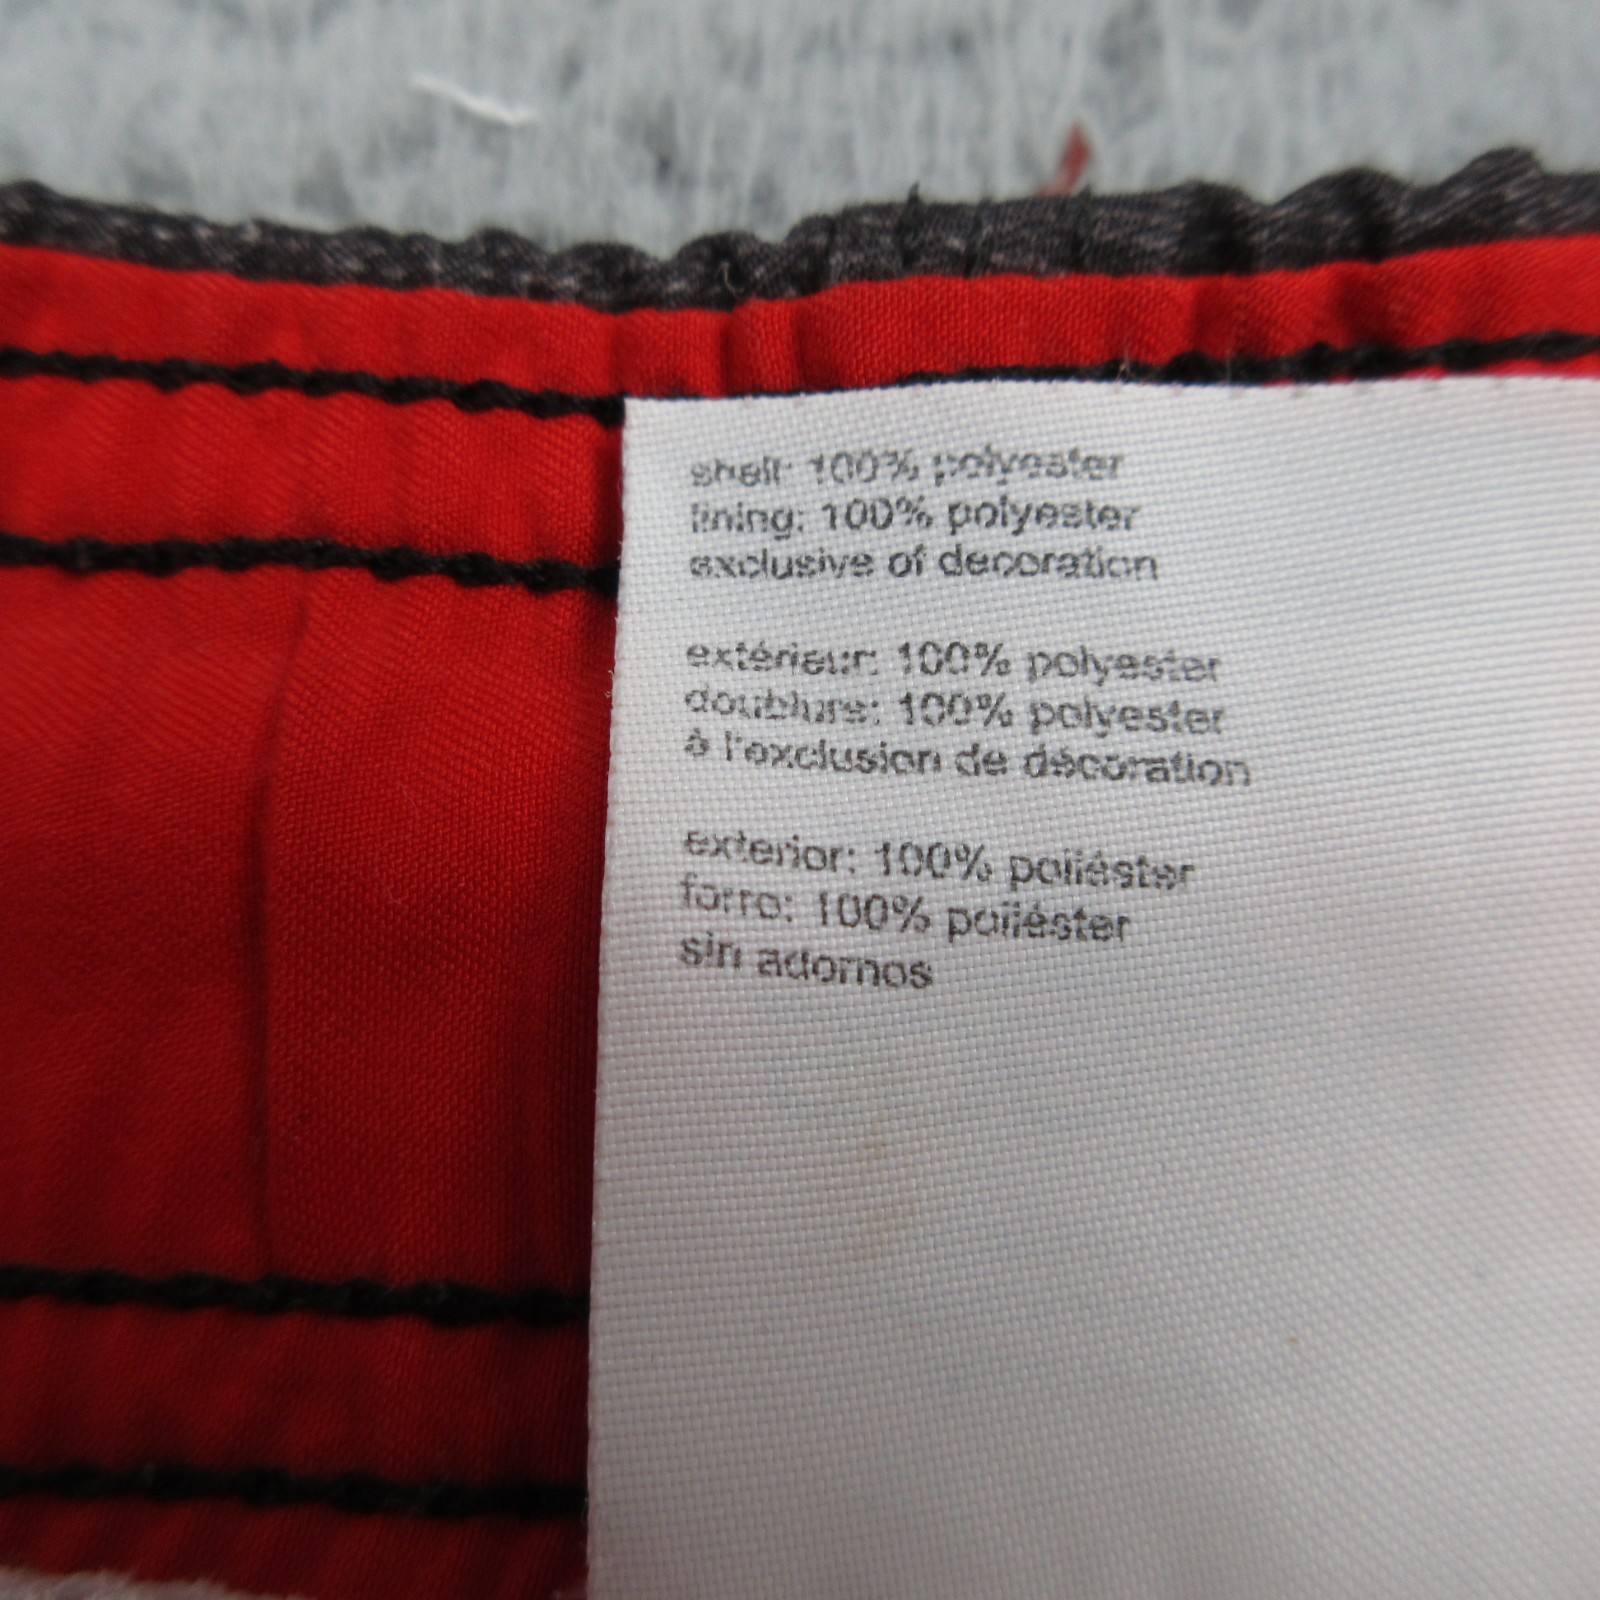 shell: 100% polyester
lining: 100% polyester
exclusive of decoration
extérieur: 100% polyester
doublure: 100% polyester
à l'exclusion de décoration
exterior: 100% poliéster
forro: 100% poliéster
sin adornos